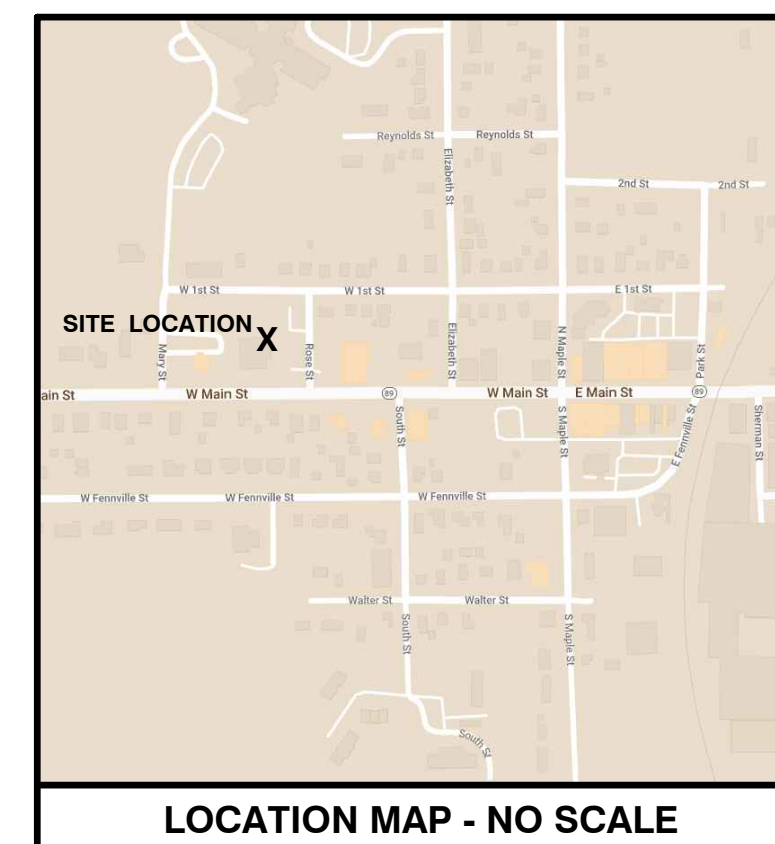 Reynolds St
Reynolds St
Elizabeth St
2nd St
2nd St
W 1st St
W 1st St
E 1st St
SITE LOCATION X
Mary St
Rose St
Elizabeth St
N Maple St
Park St
ain St
W Main St
89
W Main St
E Main St
89
South St
S Maple St
E Fennville St
Sherman St
W Fennville St
W Fennville St
W Fennville St
Walter St
Walter St
South St
S Maple St
South St
LOCATION MAP - NO SCALE